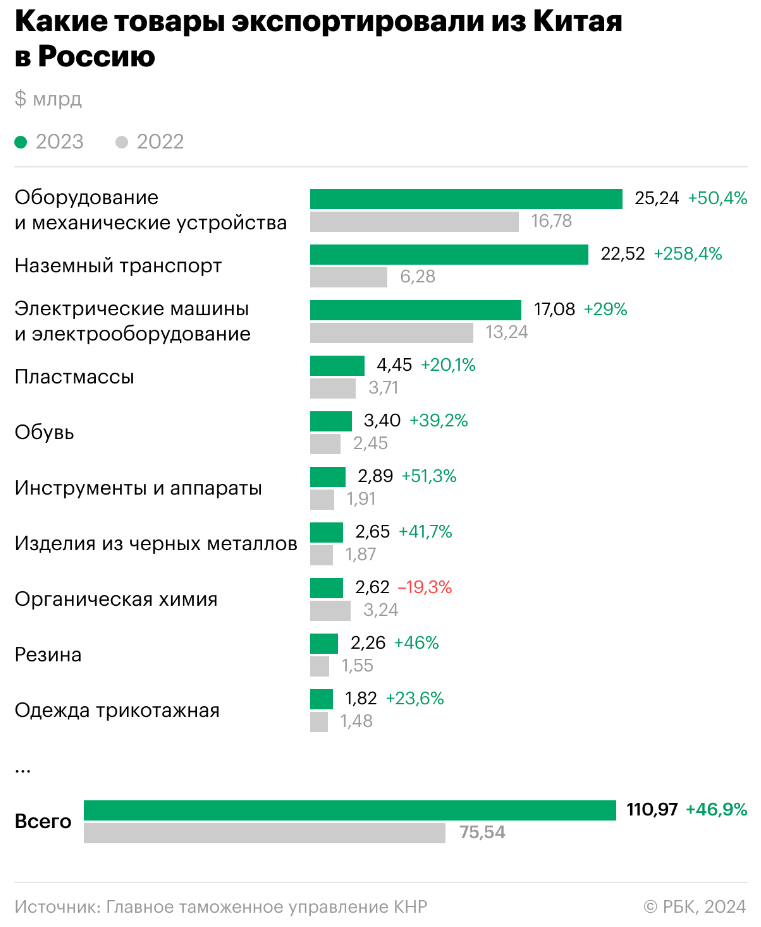 Какие товары экспортировали из Китая
в Россию
$ млрд
2023 2022
Оборудование
и механические устройства
25,24 +50,4%
16,78
Наземный транспорт
22,52 +258,4%
6,28
Электрические машины
и электрооборудование
17,08 +29%
13,24
Пластмассы
4,45 +20,1%
3,71
Обувь
3,40 +39,2%
2,45
Инструменты и аппараты
2,89 +51,3%
1,91
Изделия из черных металлов
2,65 +41,7%
1,87
Органическая химия
2,62 –19,3%
3,24
Резина
2,26 +46%
1,55
Одежда трикотажная
1,82 +23,6%
1,48
...
Всего
110,97 +46,9%
75,54
Источник: Главное таможенное управление КНР © РБК, 2024